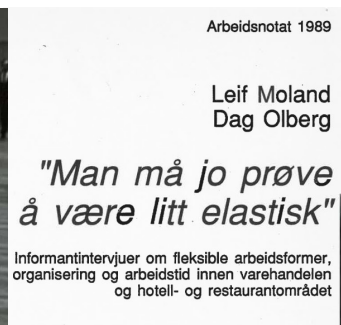 Arbeidsnotat 1989
Leif Moland
Dag Olberg
"Man må jo prøve
å være litt elastisk"
Informantintervjuer om fleksible arbeidsformer,
organisering og arbeidstid innen varehandelen
og hotell- og restaurantområdet